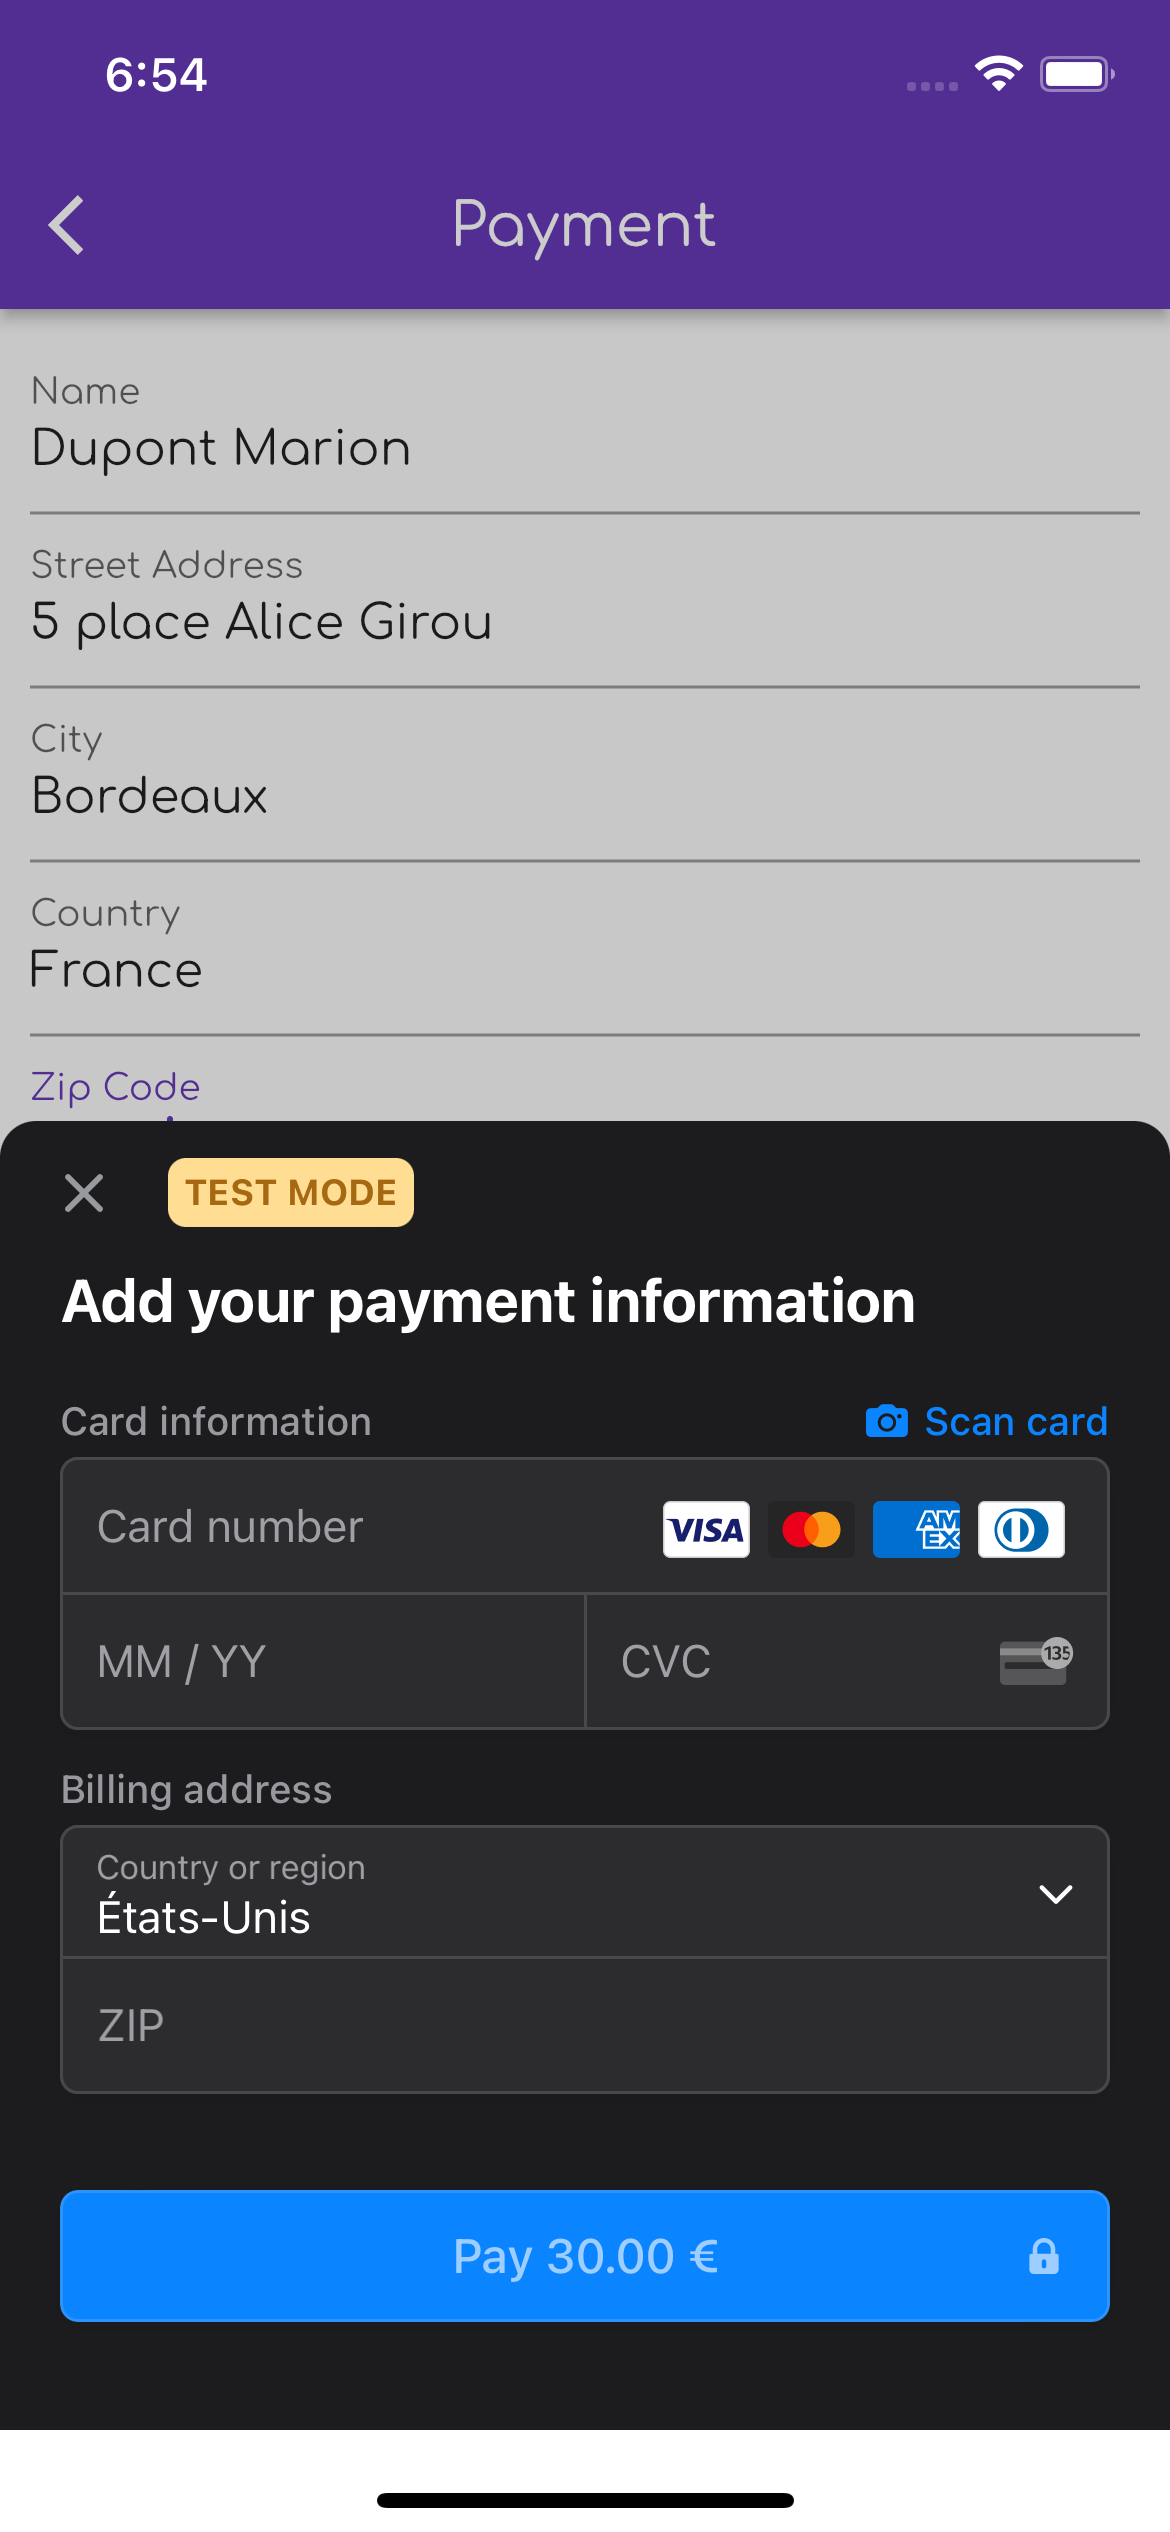 6:54
Payment
Name
Dupont Marion
Street Address
5 place Alice Girou
City
Bordeaux
Country
France
Zip Code
TEST MODE
Add your payment information
Card information
Scan card
Card number
VISA
AM
EX
MM / YY
CVC
135
Billing address
Country or region
États-Unis
ZIP
Pay 30.00 €